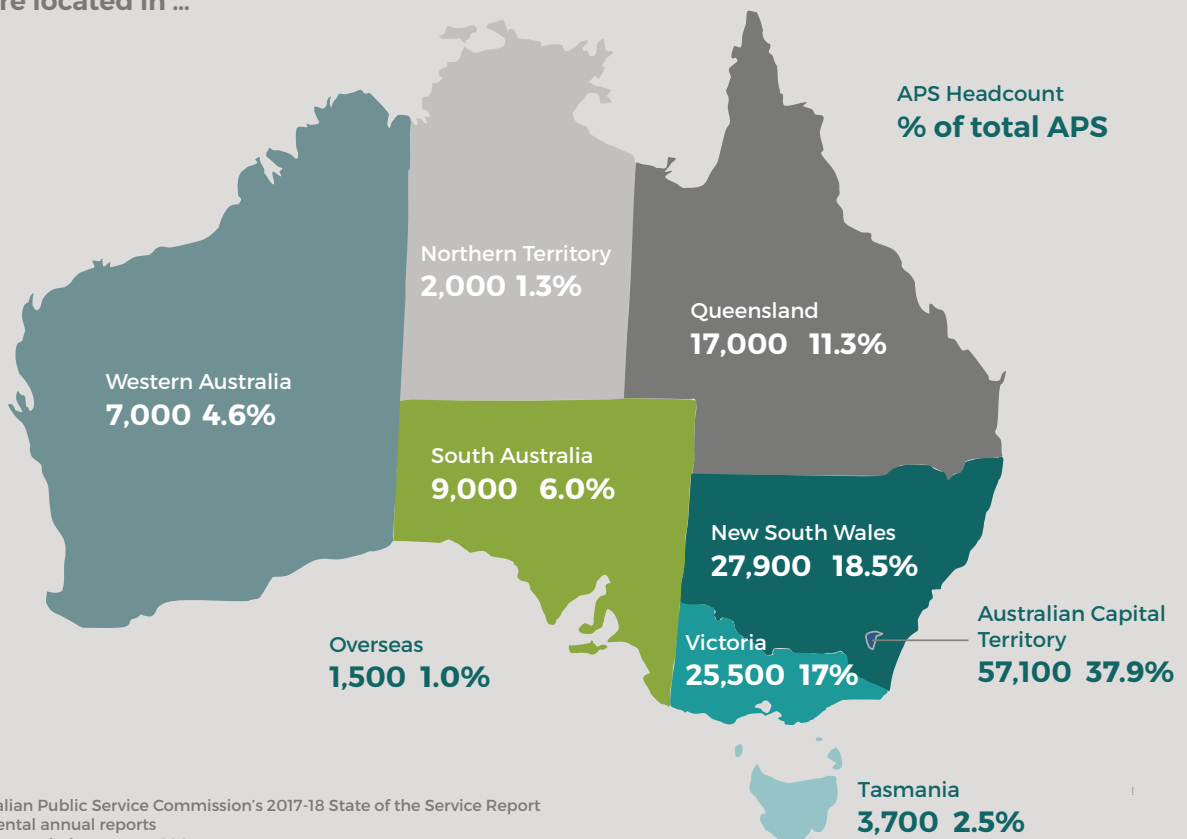 re located in ...
APS Headcount
% of total APS
Northern Territory
2,000 1.3%
Queensland
17,000 11.3%
Western Australia
7,000 4.6%
South Australia
9,000 6.0%
New South Wales
27,900 18.5%
Australian Capital
Territory
57,100 37.9%
Overseas
1,500 1.0%
Victoria
25,500 17%
Tasmania
3,700 2.5%
alian Public Service Commission's 2017-18 State of the Service Report
ental annual reports